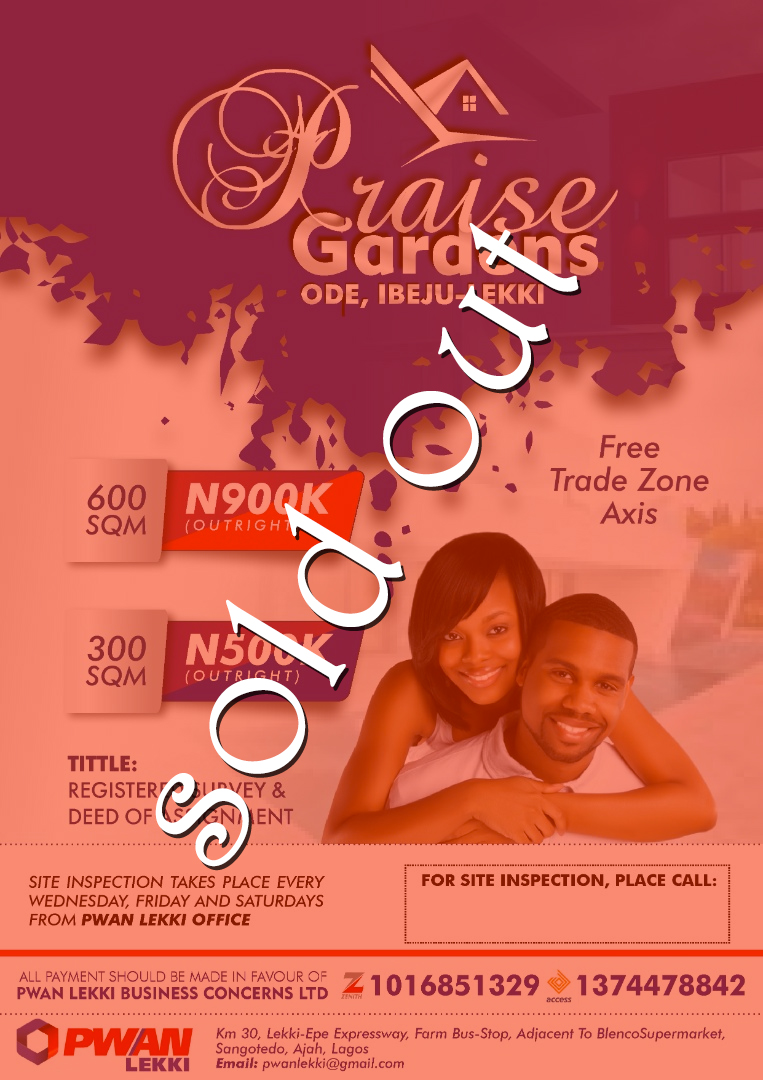 Praise
Gardens
ODE, IBEJU-LEKKI
sold out
Free
Trade Zone
Axis
600
SQM
N900K
(OUTRIGHT)
300
SQM
N500K
(OUTRIGHT)
TITTLE:
REGISTERED SURVEY &
DEED OF ASSIGNMENT
SITE INSPECTION TAKES PLACE EVERY
WEDNESDAY, FRIDAY AND SATURDAYS
FROM PWAN LEKKI OFFICE
FOR SITE INSPECTION, PLACE CALL:
ALL PAYMENT SHOULD BE MADE IN FAVOUR OF
PWAN LEKKI BUSINESS CONCERNS LTD
ZENITH
1016851329
access
1374478842
PWAN
LEKKI
Km 30, Lekki-Epe Expressway, Farm Bus-Stop, Adjacent To BlencoSupermarket,
Sangotedo, Ajah, Lagos
Email: pwanlekki@gmail.com